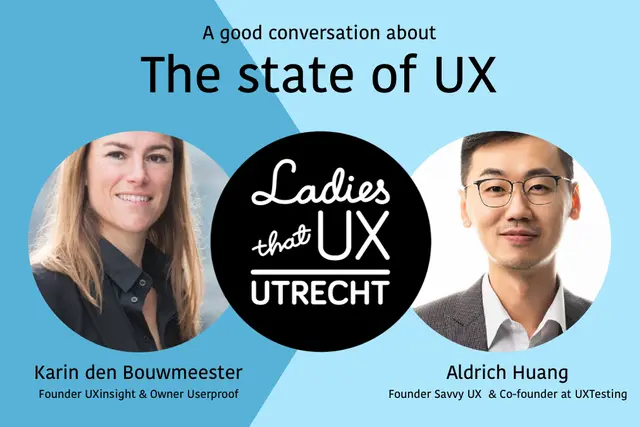 A good conversation about
The state of UX
Ladies
that UX
UTRECHT
Karin den Bouwmeester
Founder UXinsight & Owner Userproof
Aldrich Huang
Founder Savvy UX & Co-founder at UXTesting